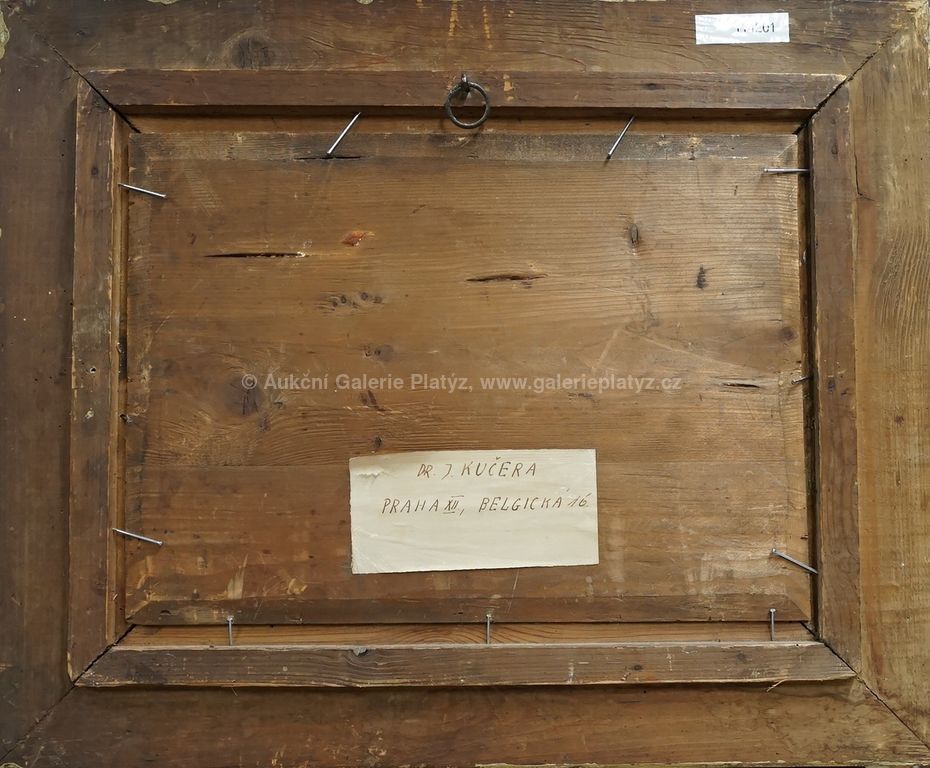 © Aukční Galerie Platýz, www.galerieplatyz.cz
DR. J. KUČERA
PRAHA XII, BELGICKÁ 16